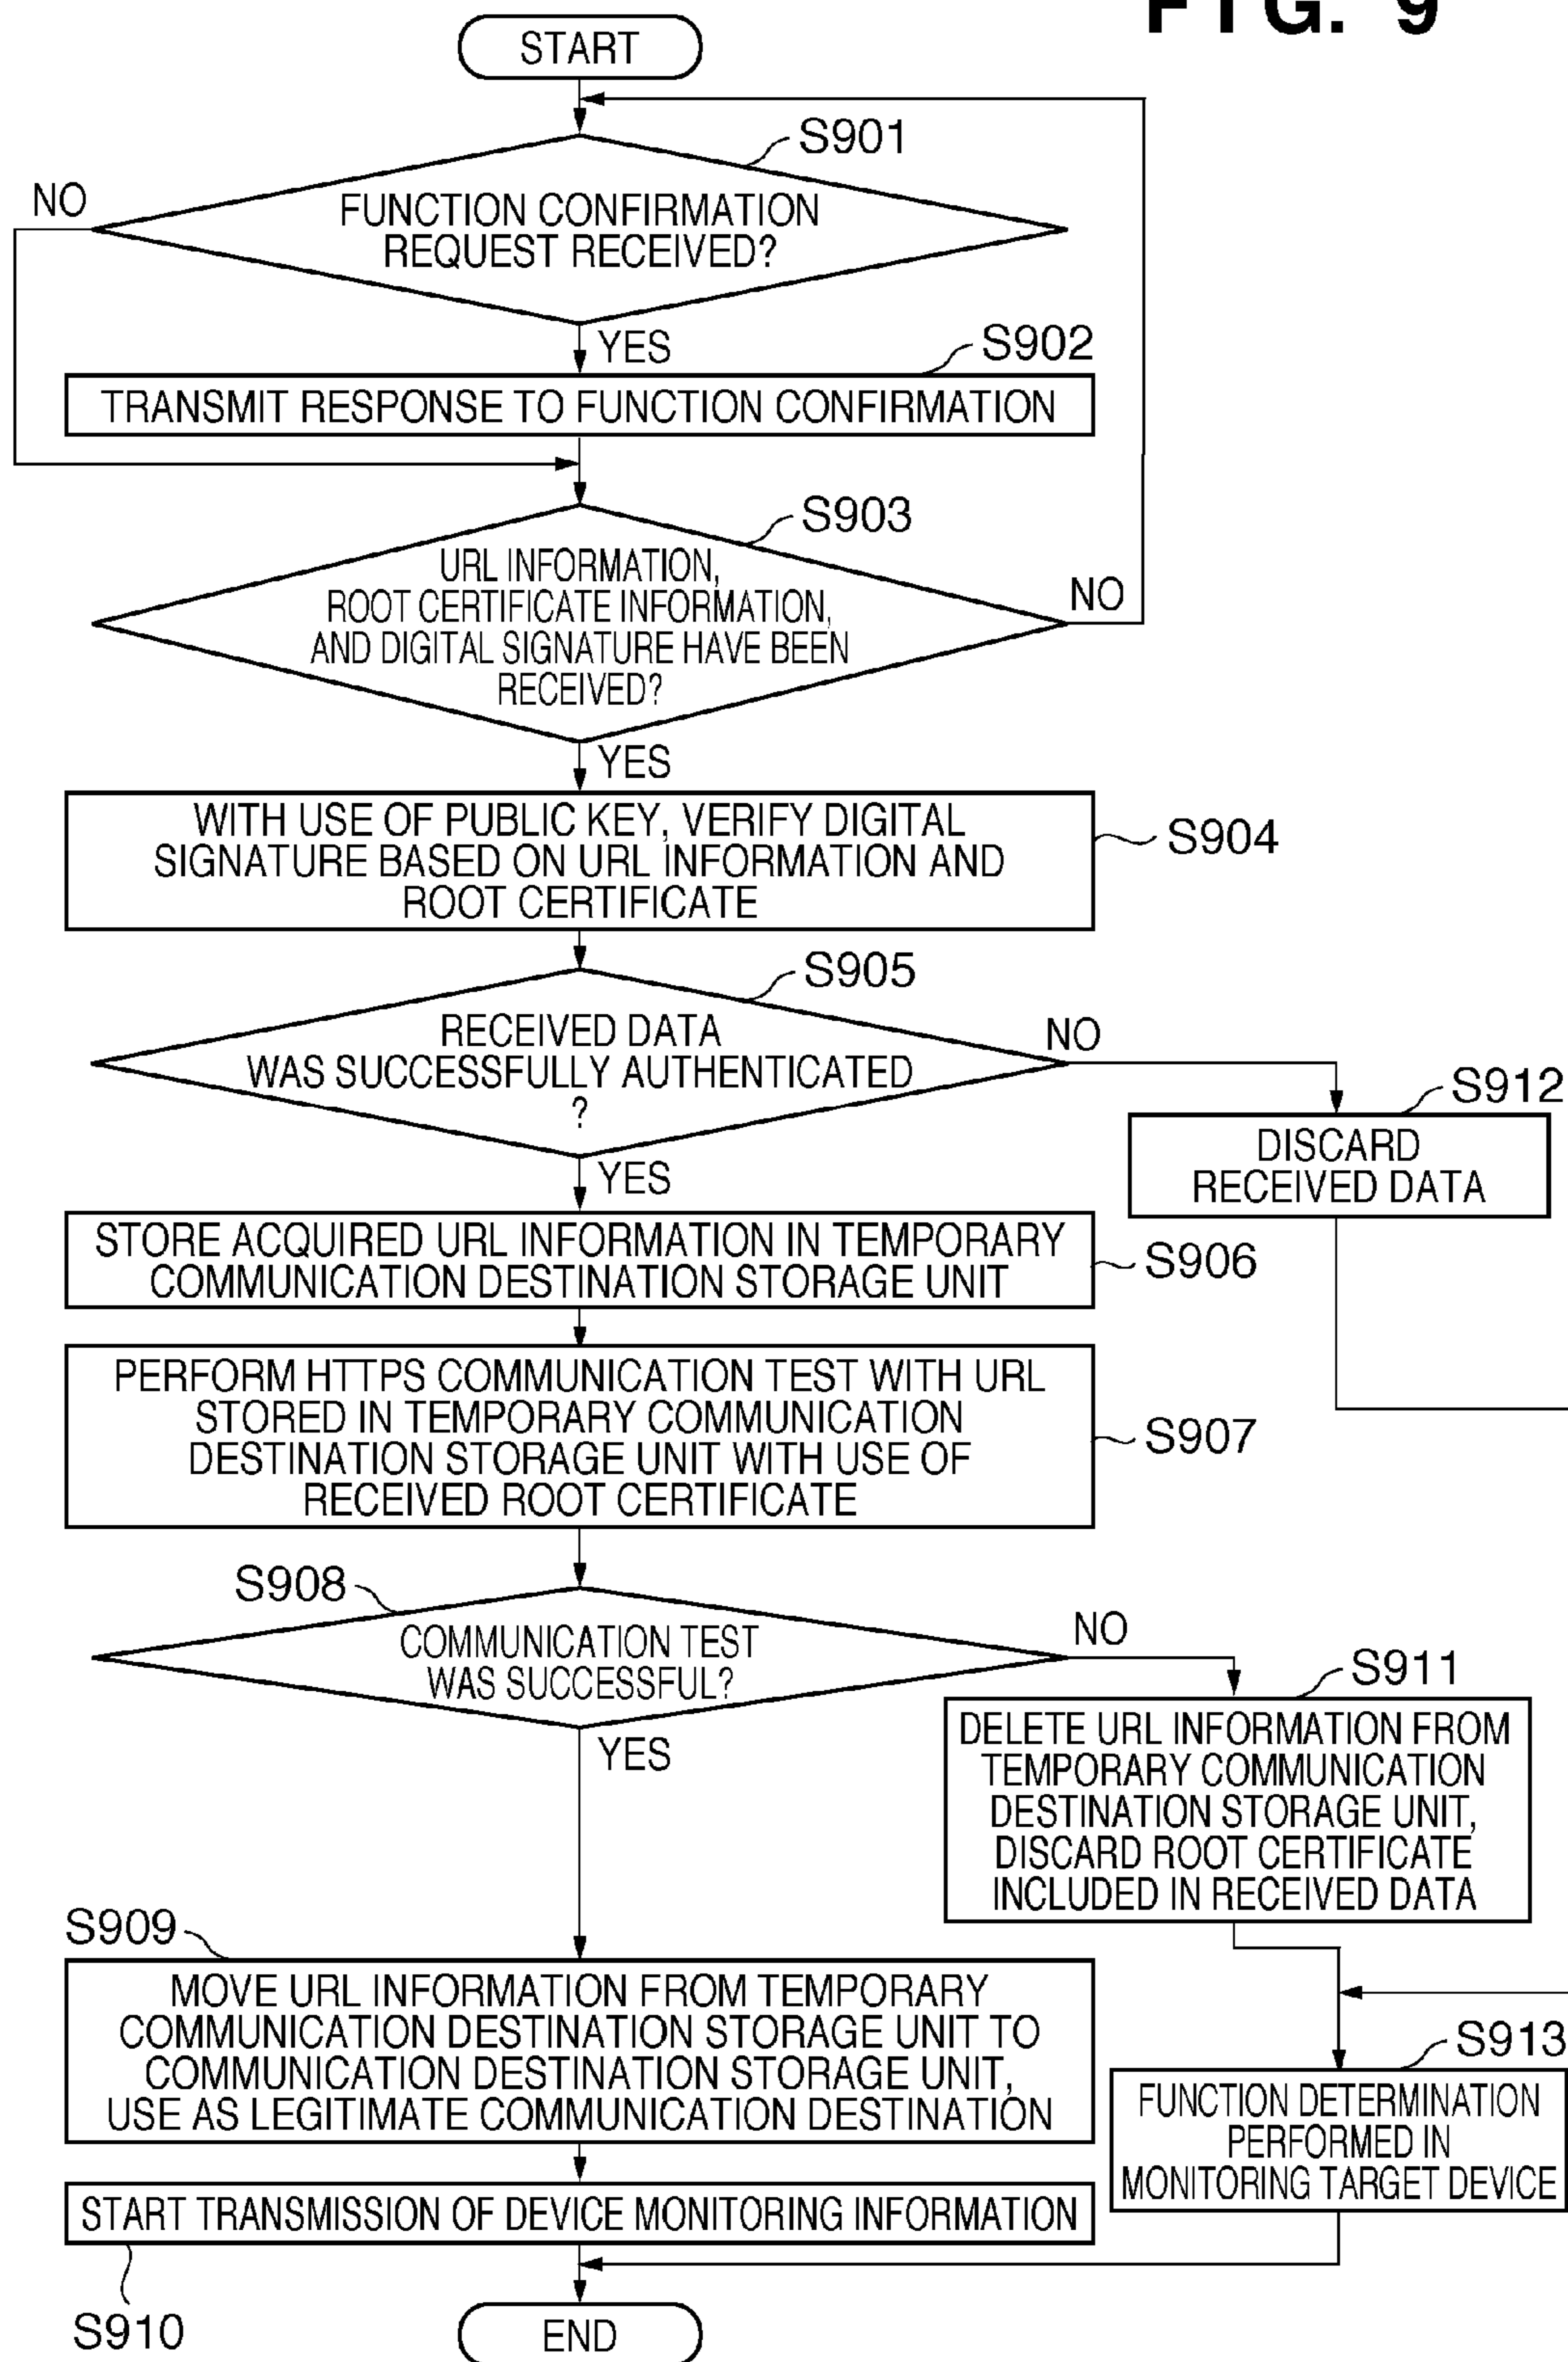 FIG. 9
START
S901
NO
FUNCTION CONFIRMATION
REQUEST RECEIVED?
YES
S902
TRANSMIT RESPONSE TO FUNCTION CONFIRMATION
S903
URL INFORMATION,
ROOT CERTIFICATE INFORMATION,
AND DIGITAL SIGNATURE HAVE BEEN
RECEIVED?
NO
YES
WITH USE OF PUBLIC KEY, VERIFY DIGITAL
SIGNATURE BASED ON URL INFORMATION AND
ROOT CERTIFICATE
S904
S905
RECEIVED DATA
WAS SUCCESSFULLY AUTHENTICATED
?
NO
YES
S912
DISCARD
RECEIVED DATA
STORE ACQUIRED URL INFORMATION IN TEMPORARY
COMMUNICATION DESTINATION STORAGE UNIT
S906
PERFORM HTTPS COMMUNICATION TEST WITH URL
STORED IN TEMPORARY COMMUNICATION
DESTINATION STORAGE UNIT WITH USE OF
RECEIVED ROOT CERTIFICATE
S907
S908
COMMUNICATION TEST
WAS SUCCESSFUL?
NO
YES
S911
DELETE URL INFORMATION FROM
TEMPORARY COMMUNICATION
DESTINATION STORAGE UNIT,
DISCARD ROOT CERTIFICATE
INCLUDED IN RECEIVED DATA
S909
MOVE URL INFORMATION FROM TEMPORARY
COMMUNICATION DESTINATION STORAGE UNIT TO
COMMUNICATION DESTINATION STORAGE UNIT,
USE AS LEGITIMATE COMMUNICATION DESTINATION
S913
FUNCTION DETERMINATION
PERFORMED IN
MONITORING TARGET DEVICE
START TRANSMISSION OF DEVICE MONITORING INFORMATION
S910
END